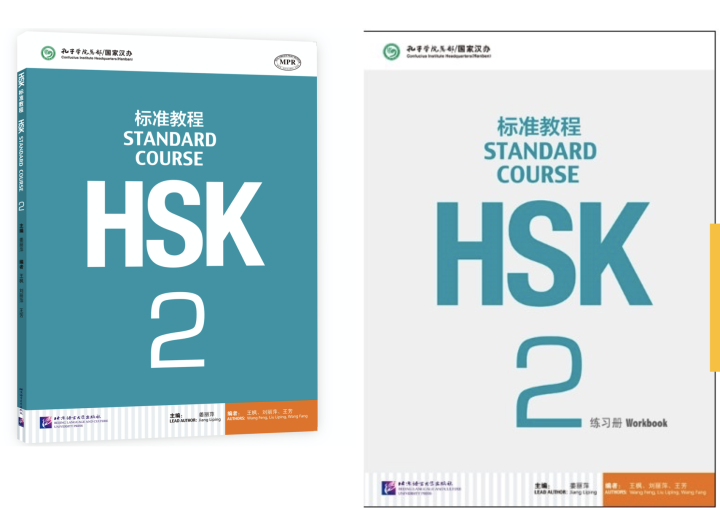 孔子学院总部/国家汉办
Confucius Institute Headquarters(Hanban)
MPR
标准教程
STANDARD
COURSE
HSK
2
HSK 标准教程 HSK STANDARD COURSE 2
北京语言大学出版社
BEIJING LANGUAGE AND CULTURE
UNIVERSITY PRESS
主编: 姜丽萍
LEAD AUTHOR: Jiang Liping
编者: 王枫、刘丽萍、王芳
AUTHORS: Wang Feng, Liu Liping, Wang Fang
孔子学院总部/国家汉办
Confucius Institute Headquarters(Hanban)
标准教程
STANDARD
COURSE
HSK
2
练习册 Workbook
北京语言大学出版社
BEIJING LANGUAGE AND CULTURE
UNIVERSITY PRESS
主编: 姜丽萍
LEAD AUTHOR: Jiang Liping
编者: 王枫、刘丽萍、王芳
AUTHORS: Wang Feng, Liu Liping, Wang Fang